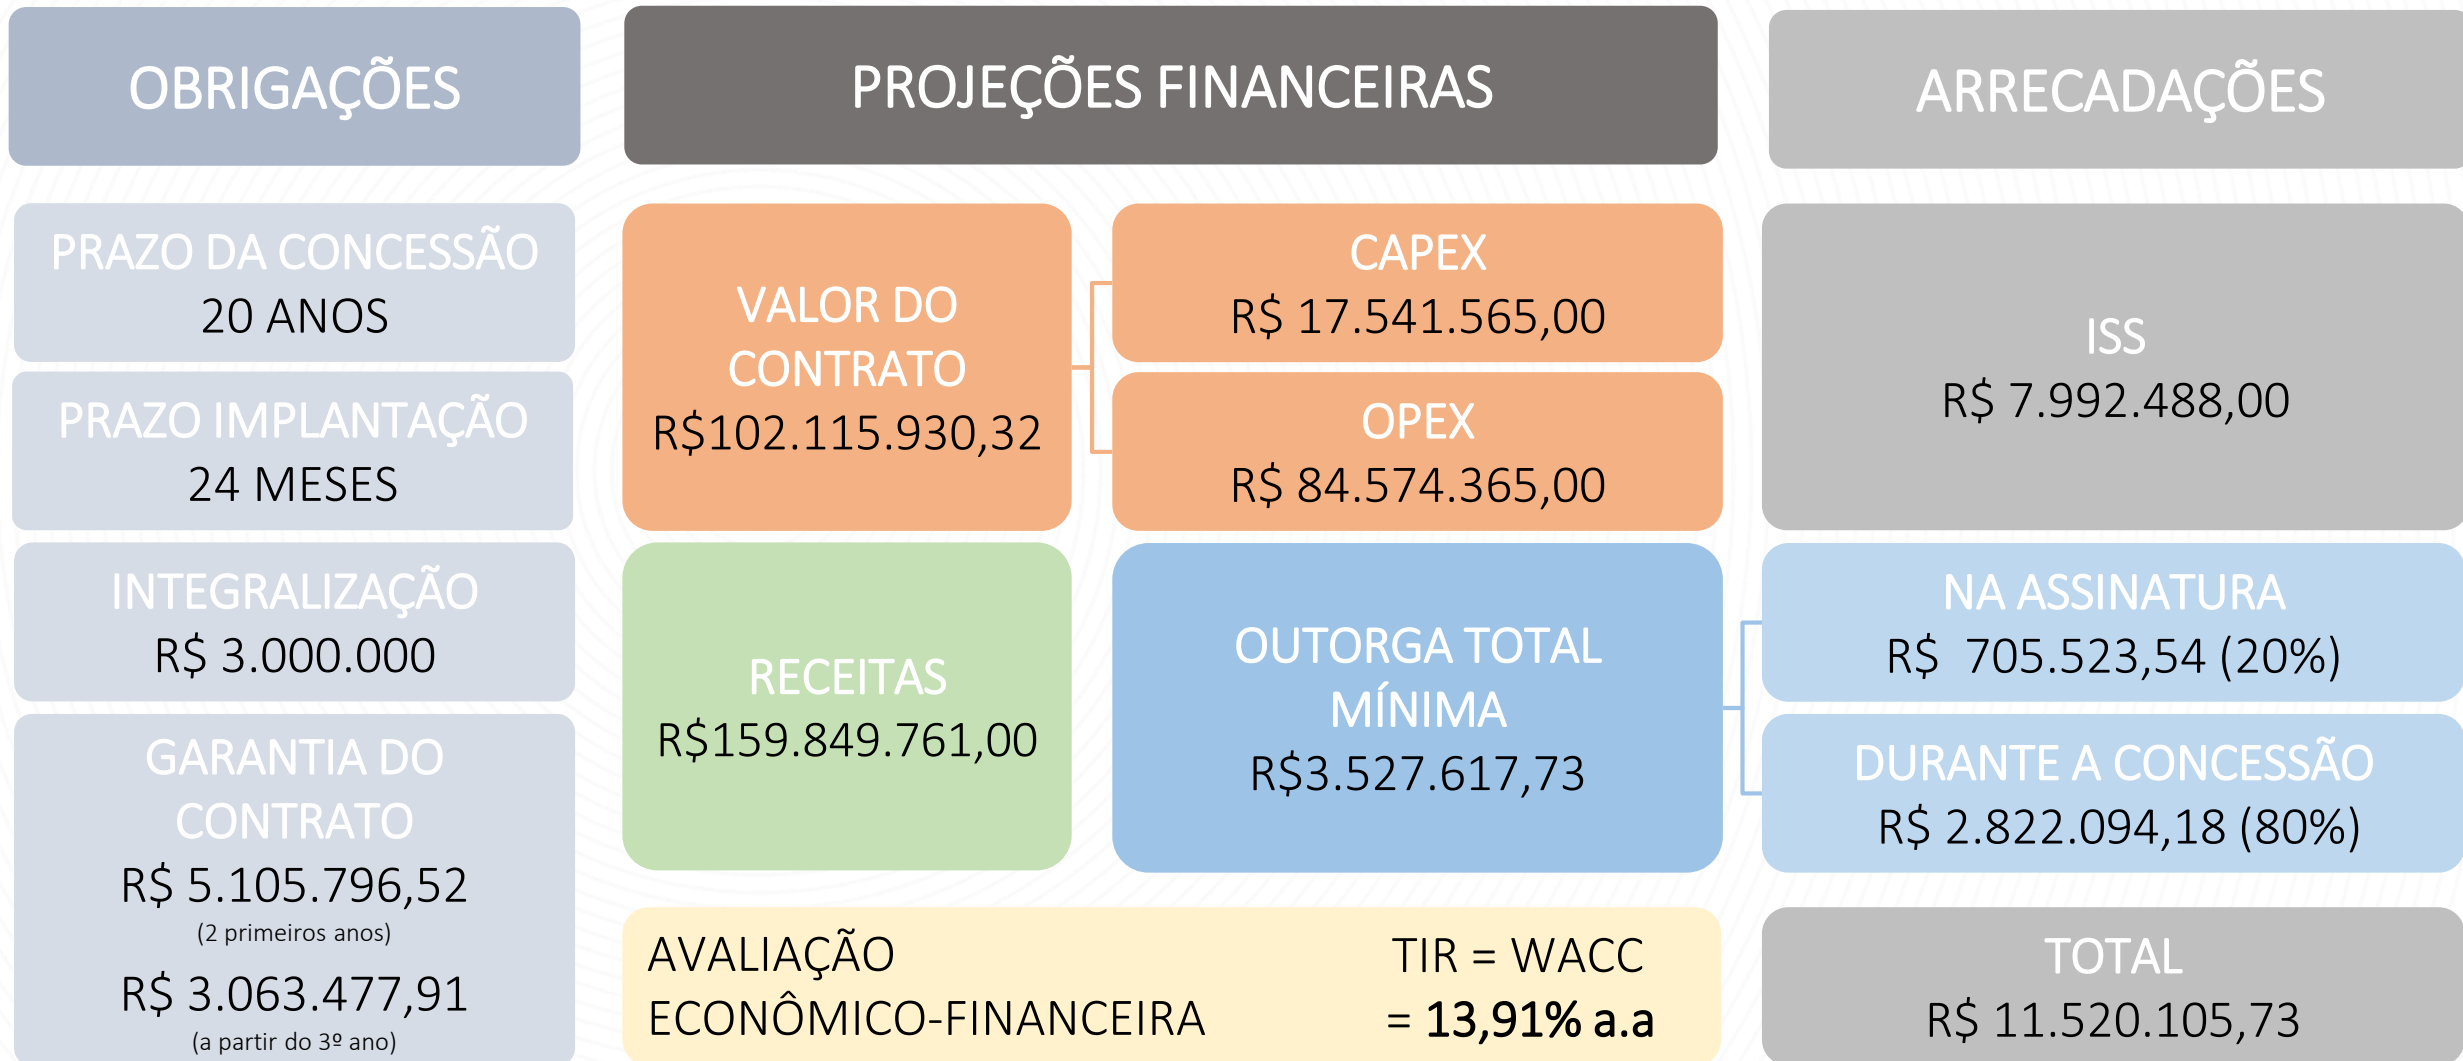 OBRIGAÇÕES
PRAZO DA CONCESSÃO
20 ANOS
PRAZO IMPLANTAÇÃO
24 MESES
INTEGRALIZAÇÃO
R$ 3.000.000
GARANTIA DO
CONTRATO
R$ 5.105.796,52
(2 primeiros anos)
R$ 3.063.477,91
(a partir do 3º ano)
PROJEÇÕES FINANCEIRAS
VALOR DO
CONTRATO
R$102.115.930,32
CAPEX
R$ 17.541.565,00
OPEX
R$ 84.574.365,00
RECEITAS
R$159.849.761,00
OUTORGA TOTAL
MÍNIMA
R$3.527.617,73
AVALIAÇÃO
ECONÔMICO-FINANCEIRA
TIR = WACC
= 13,91% a.a
ARRECADAÇÕES
ISS
R$ 7.992.488,00
NA ASSINATURA
R$ 705.523,54 (20%)
DURANTE A CONCESSÃO
R$ 2.822.094,18 (80%)
TOTAL
R$ 11.520.105,73